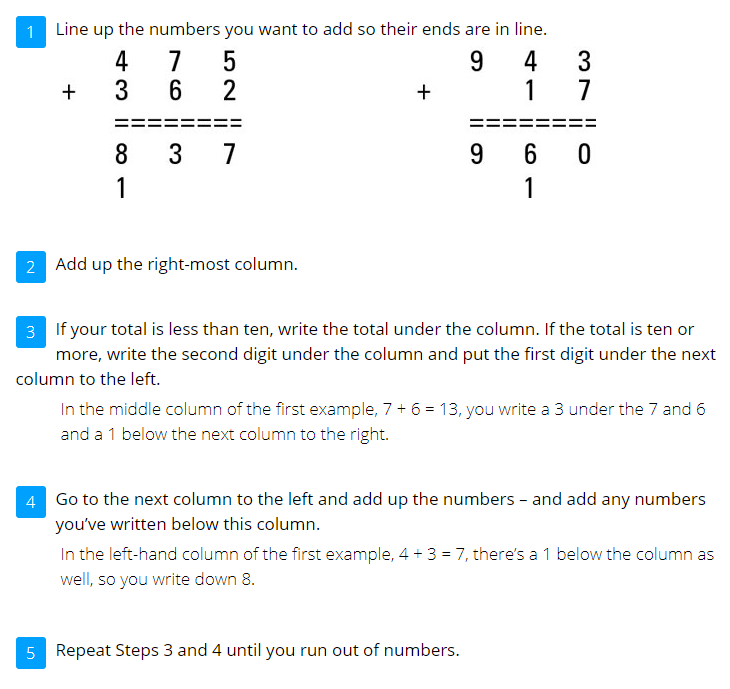 1 Line up the numbers you want to add so their ends are in line.
4 7 5 9 4 3
+ 3 6 2 + 1 7
======== ========
8 3 7 9 6 0
1 1
2 Add up the right-most column.
3 If your total is less than ten, write the total under the column. If the total is ten or
more, write the second digit under the column and put the first digit under the next
column to the left.
In the middle column of the first example, 7 + 6 = 13, you write a 3 under the 7 and 6
and a 1 below the next column to the right.
4 Go to the next column to the left and add up the numbers – and add any numbers
you’ve written below this column.
In the left-hand column of the first example, 4 + 3 = 7, there’s a 1 below the column as
well, so you write down 8.
5 Repeat Steps 3 and 4 until you run out of numbers.